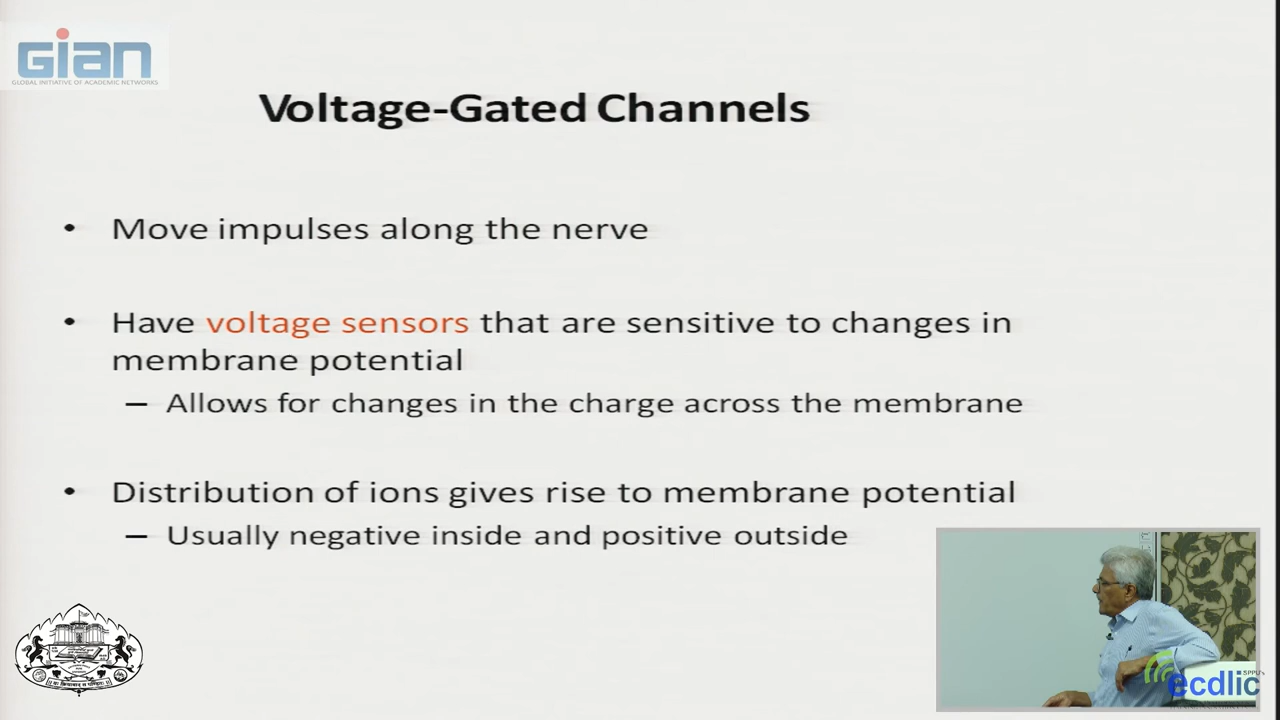 GIAN
GLOBAL INITIATIVE OF ACADEMIC NETWORKS
Voltage-Gated Channels
• Move impulses along the nerve
• Have voltage sensors that are sensitive to changes in
membrane potential
– Allows for changes in the charge across the membrane
• Distribution of ions gives rise to membrane potential
– Usually negative inside and positive outside
SPPU's
ecdlic